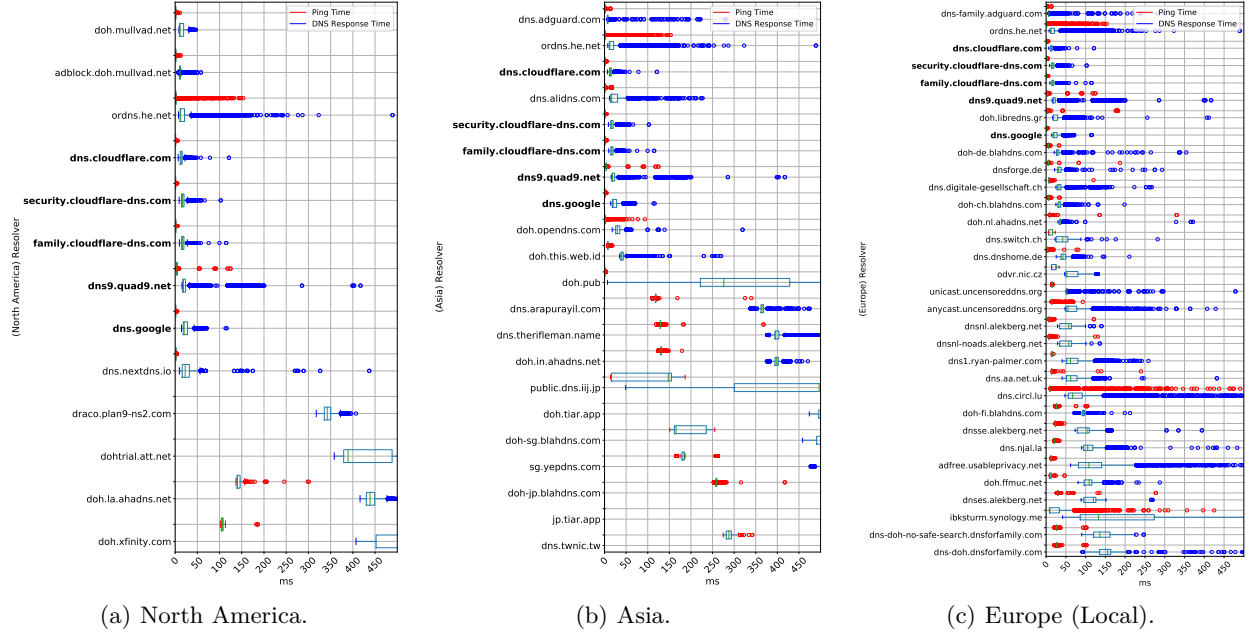 Ping Time
DNS Response Time
doh.mullvad.net
adblock.doh.mullvad.net
ordns.he.net
dns.cloudflare.com
security.cloudflare-dns.com
family.cloudflare-dns.com
dns9.quad9.net
dns.google
dns.nextdns.io
draco.plan9-ns2.com
dohtrial.att.net
doh.la.ahadns.net
doh.xfinity.com
(North America) Resolver
0 50 100 150 200 250 300 350 400 450
ms
(a) North America.
Ping Time
DNS Response Time
dns.adguard.com
ordns.he.net
dns.cloudflare.com
dns.alidns.com
security.cloudflare-dns.com
family.cloudflare-dns.com
dns9.quad9.net
dns.google
doh.opendns.com
doh.this.web.id
doh.pub
dns.arapurayil.com
dns.therifleman.name
doh.in.ahadns.net
public.dns.iij.jp
doh.tiar.app
doh-sg.blahdns.com
sg.yepdns.com
doh-jp.blahdns.com
jp.tiar.app
dns.twnic.tw
(Asia) Resolver
0 50 100 150 200 250 300 350 400 450
ms
(b) Asia.
Ping Time
DNS Response Time
dns-family.adguard.com
ordns.he.net
dns.cloudflare.com
security.cloudflare-dns.com
family.cloudflare-dns.com
dns9.quad9.net
doh.libredns.gr
dns.google
doh-de.blahdns.com
dnsforge.de
dns.digitale-gesellschaft.ch
doh-ch.blahdns.com
doh.nl.ahadns.net
dns.switch.ch
dns.dnshome.de
odvr.nic.cz
unicast.uncensoreddns.org
anycast.uncensoreddns.org
dnsnl.alekberg.net
dnsnl-noads.alekberg.net
dns1.ryan-palmer.com
dns.aa.net.uk
dns.circl.lu
doh-fi.blahdns.com
dnsse.alekberg.net
dns.njal.la
adfree.usableprivacy.net
doh.ffmuc.net
dnses.alekberg.net
ibksturm.synology.me
dns-doh-no-safe-search.dnsforfamily.com
dns-doh.dnsforfamily.com
(Europe) Resolver
0 50 100 150 200 250 300 350 400 450
ms
(c) Europe (Local).